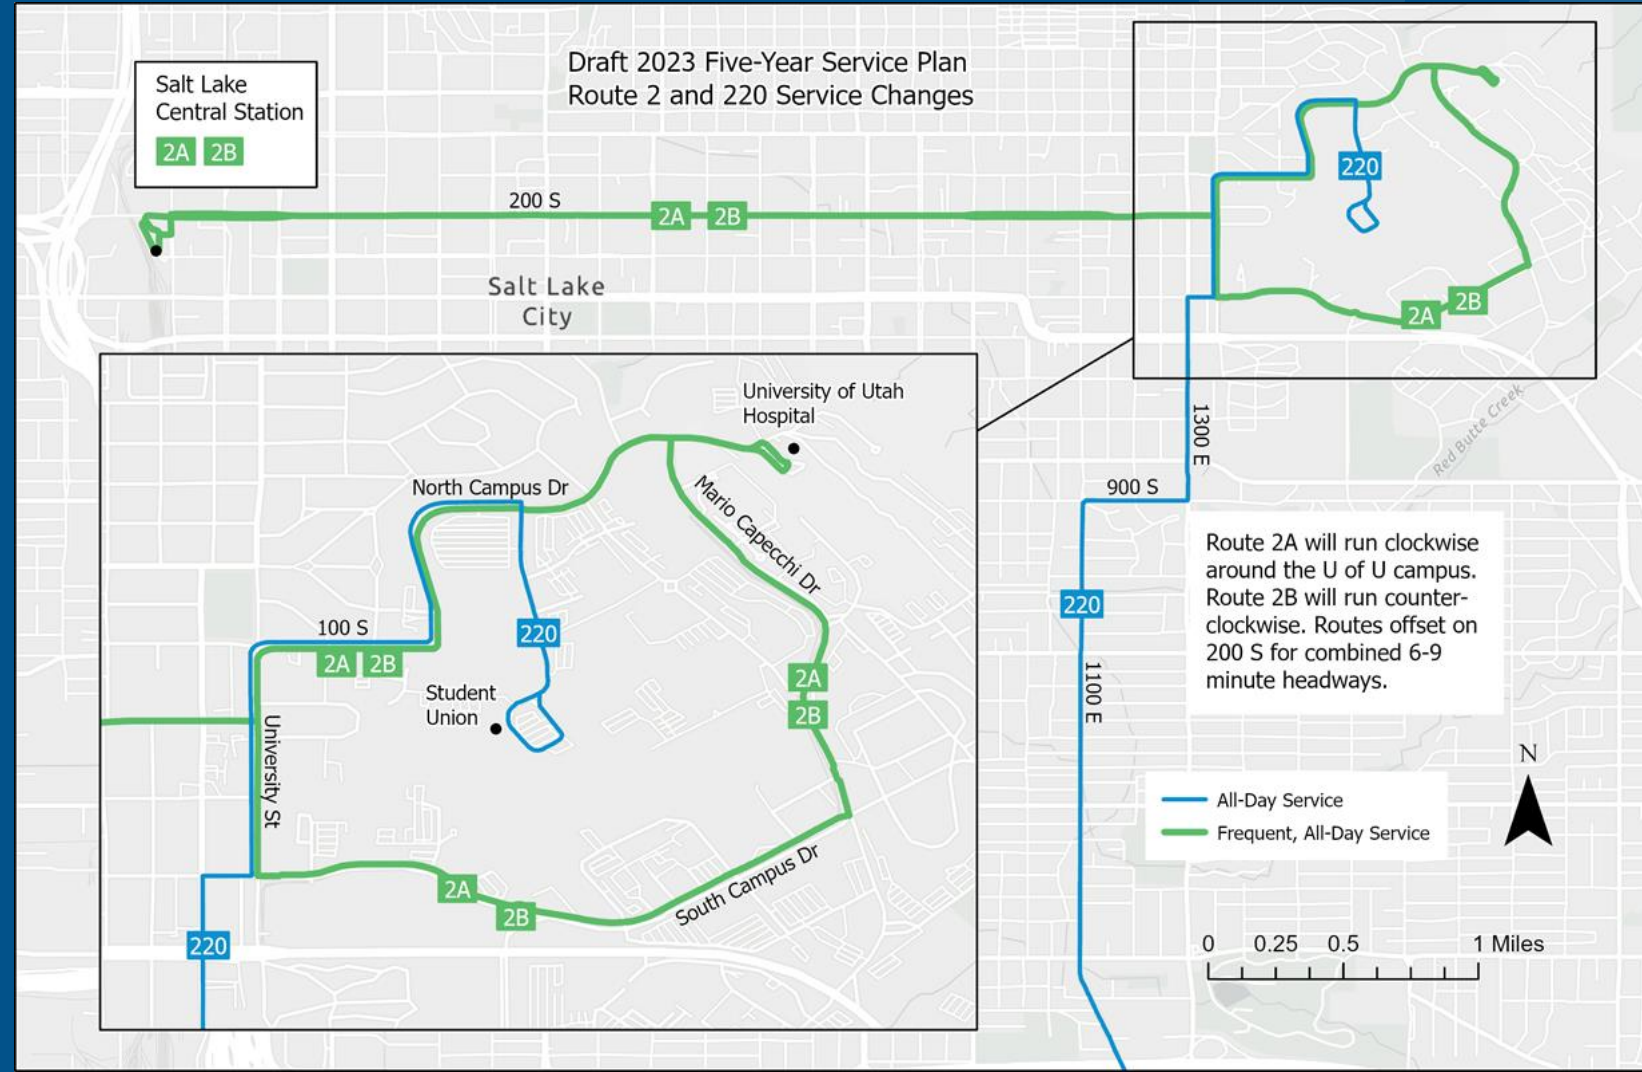 Draft 2023 Five-Year Service Plan
Route 2 and 220 Service Changes
Salt Lake
Central Station
2A 2B
200 S
2A 2B
220
Salt Lake
City
2A 2B
Red Butte Creek
1300 E
900 S
220
1100 E
University of Utah
Hospital
North Campus Dr
Mario Capecchi Dr
100 S
2A 2B
220
Student
Union
2A
2B
University St
2A
2B
South Campus Dr
220
Route 2A will run clockwise
around the U of U campus.
Route 2B will run counter-
clockwise. Routes offset on
200 S for combined 6-9
minute headways.
N
All-Day Service
Frequent, All-Day Service
0 0.25 0.5 1 Miles